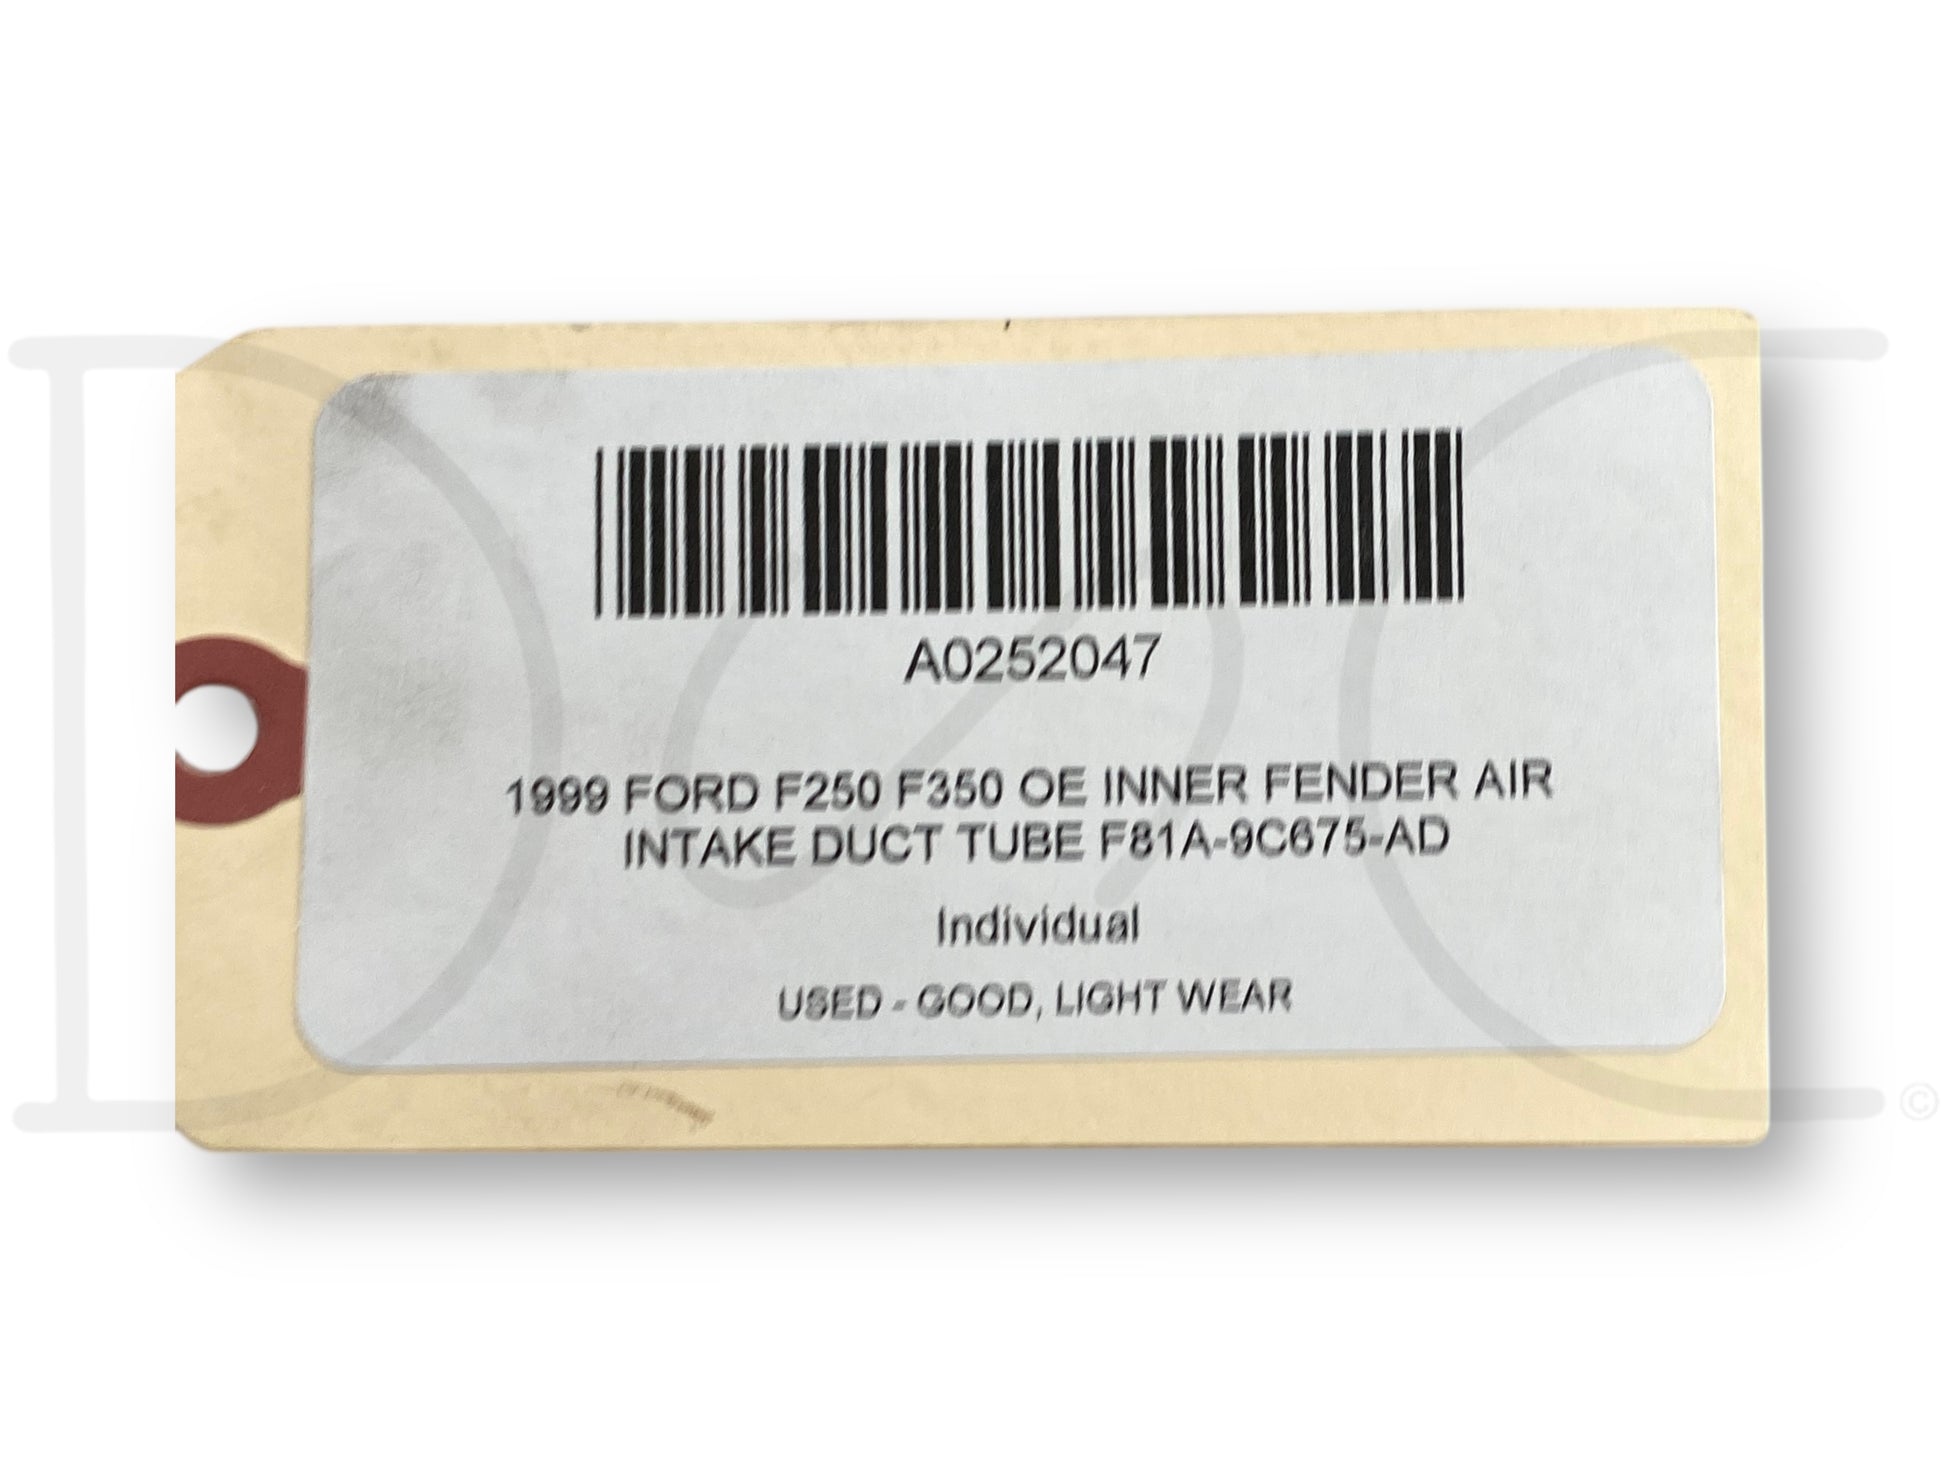 A0252047
1999 FORD F250 F350 OE INNER FENDER AIR
INTAKE DUCT TUBE F81A-9C675-AD
Individual
USED - GOOD, LIGHT WEAR
©